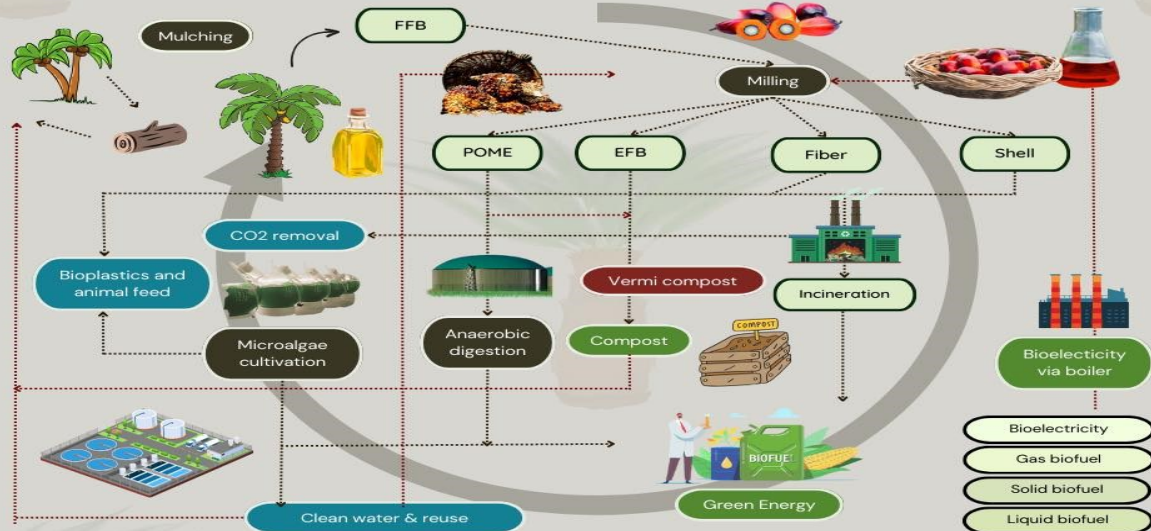 Mulching
FFB
Milling
POME
EFB
Fiber
Shell
CO2 removal
Bioplastics and
animal feed
Vermi compost
Incineration
COMPOST
Microalgae
cultivation
Anaerobic
digestion
Compost
Bioelecticity
via boiler
Bioelectricity
Gas biofuel
Solid biofuel
Liquid biofuel
BIOFUE
Green Energy
Clean water & reuse